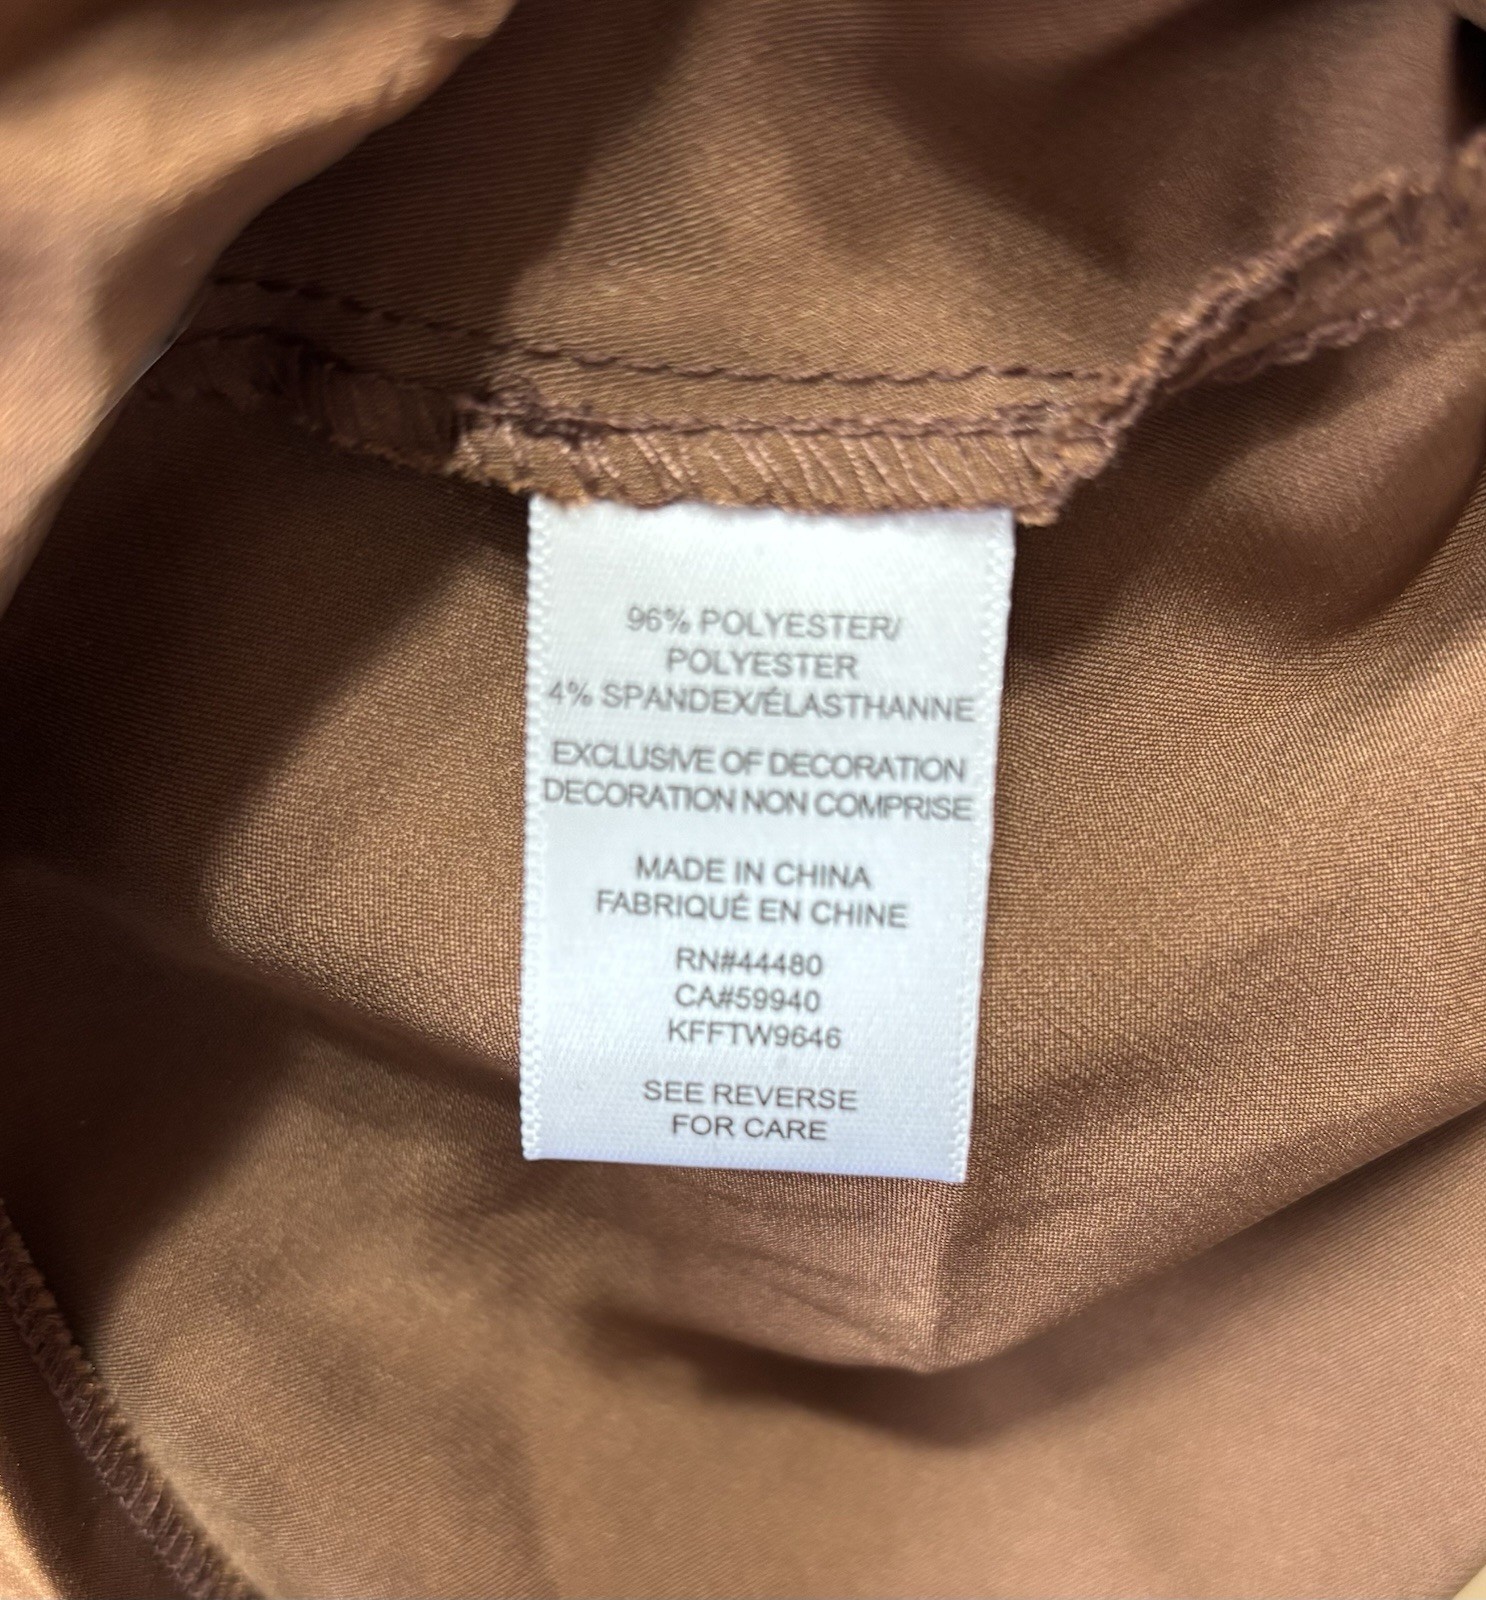 96% POLYESTER/
POLYESTER
4% SPANDEX/ÉLASTHANNE
EXCLUSIVE OF DECORATION
DECORATION NON COMPRISE
MADE IN CHINA
FABRIQUÉ EN CHINE
RN#44480
CA#59940
KFFTW9646
SEE REVERSE
FOR CARE